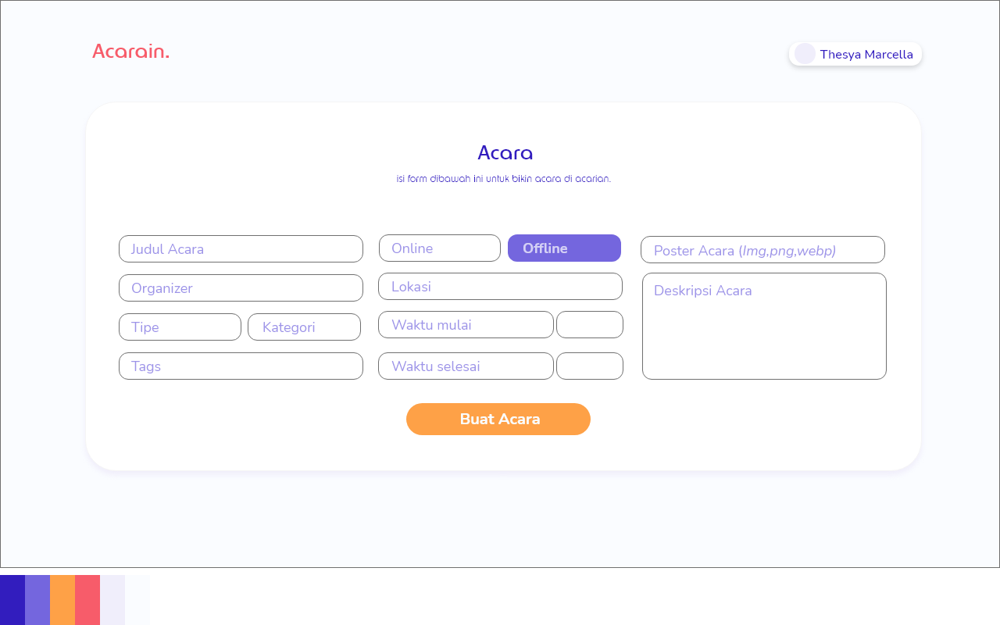 Acarain.
Thesya Marcella
Acara
isi form dibawah ini untuk bikin acara di acarian.
Judul Acara
Organizer
Tipe
Kategori
Tags
Online
Offline
Lokasi
Waktu mulai
Waktu selesai
Poster Acara (Img,png,webp)
Deskripsi Acara
Buat Acara